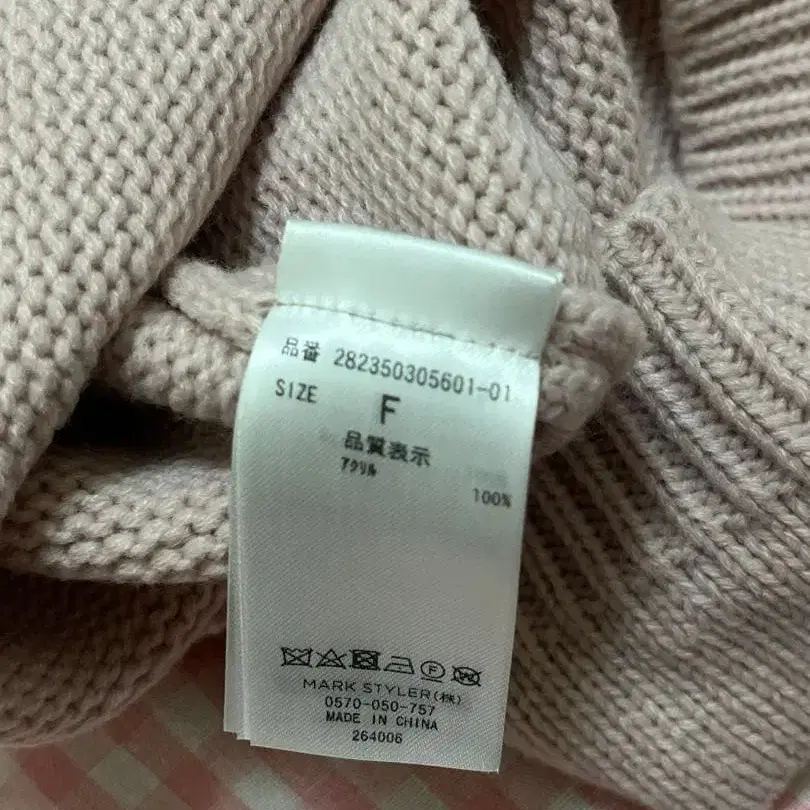 品番 282350305601-01
SIZE F
品質表示
アクリル
100%
MARK STYLER(株)
0570-050-757
MADE IN CHINA
264006